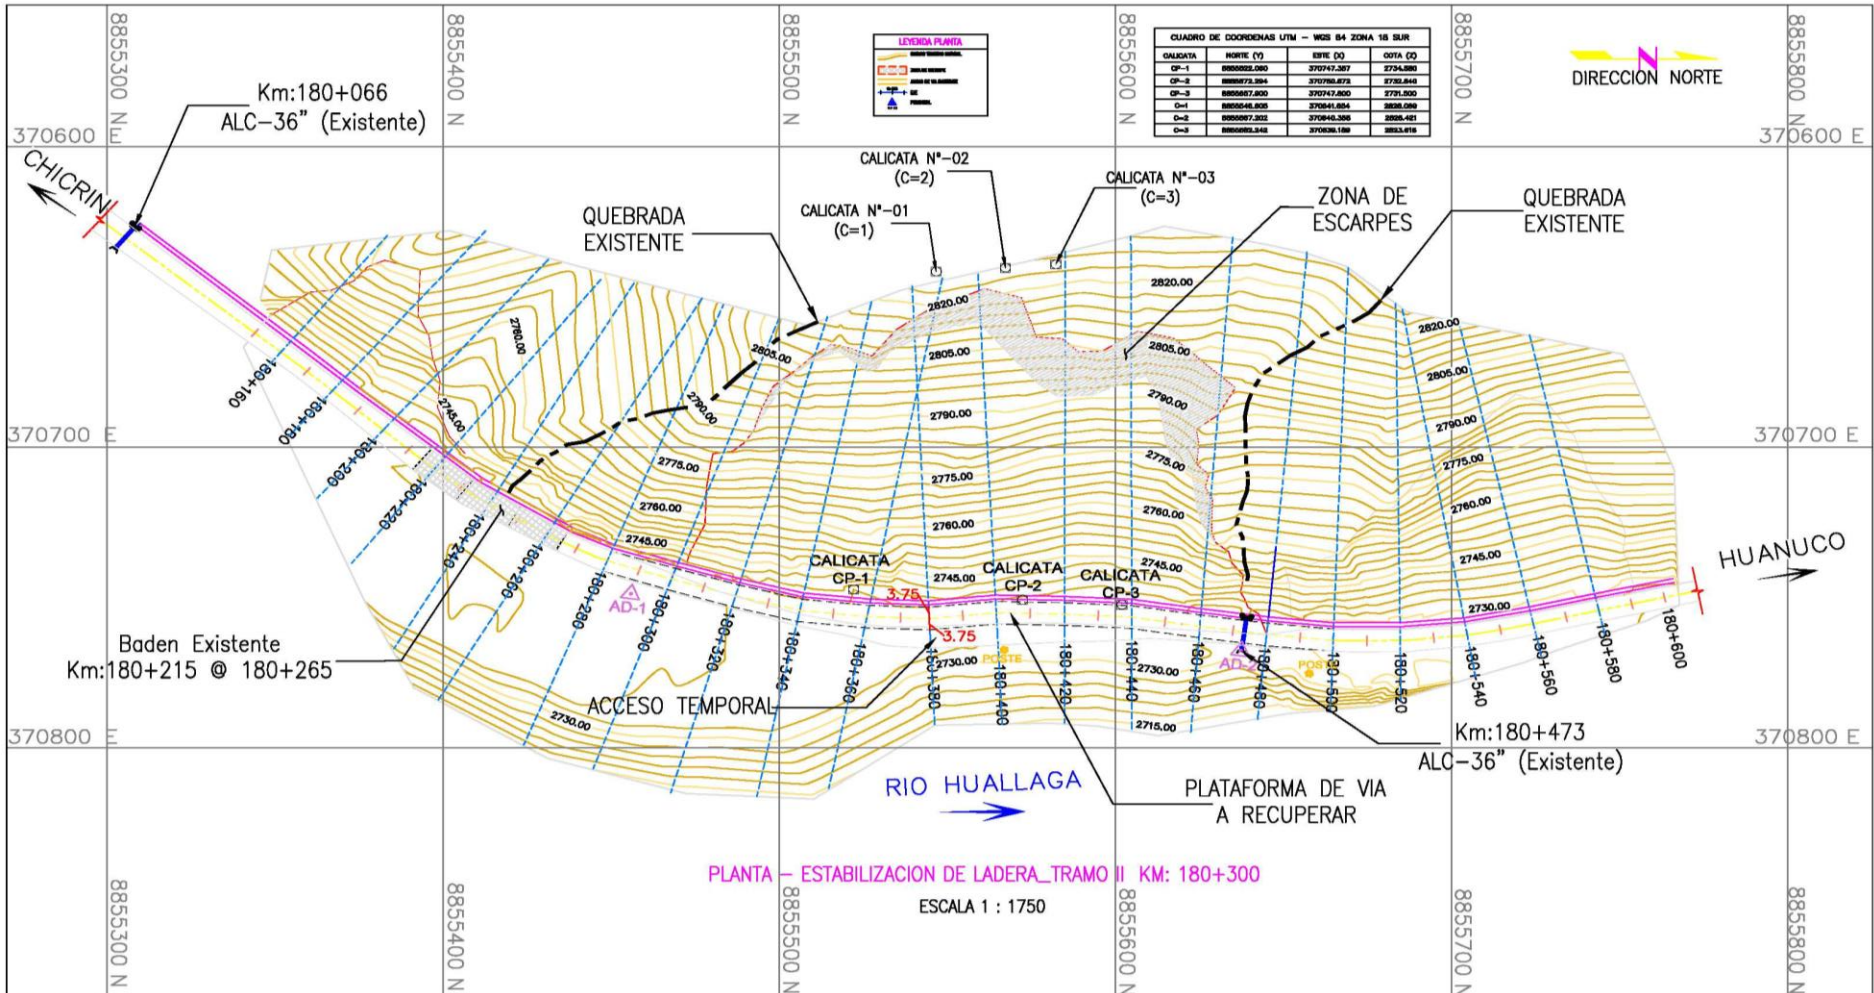 8855300 N
8855400 N
8855500 N
8855600 N
8855700 N
8855800 N
LEYENDA PLANTA
CUADRO DE COORDENAS UTM – WGS 84 ZONA 18 SUR
CALICATA NORTE (Y) ESTE (X) COTA (Z)
CP-1
CP-2
CP-3
C-1
C-2
C-3
N
DIRECCION NORTE
Km:180+066
ALC-36" (Existente)
370600 E
370600 E
CHICRIN
CALICATA N°-02
(C=2)
CALICATA N°-03
(C=3)
CALICATA N°-01
(C=1)
QUEBRADA
EXISTENTE
ZONA DE
ESCARPES
QUEBRADA
EXISTENTE
2820.00
2820.00
2820.00
2760.00
2805.00
2805.00
2805.00
2805.00
2745.00
2790.00
2790.00
2790.00
2790.00
370700 E
370700 E
2775.00
2775.00
2775.00
2775.00
2760.00
2760.00
2760.00
2760.00
2745.00
2745.00
2745.00
2745.00
CALICATA
CP-1
CALICATA
CP-2
CALICATA
CP-3
3.75
3.75
AD-1
AD-2
HUANUCO
2730.00
2730.00
2730.00
2730.00
2715.00
POSTE
180+160
180+180
180+200
180+220
180+240
180+260
180+280
180+300
180+320
180+340
180+360
180+380
180+400
180+420
180+440
180+460
180+480
180+500
180+520
180+540
180+560
180+580
180+600
Baden Existente
Km:180+215 @ 180+265
ACCESO TEMPORAL
370800 E
370800 E
Km:180+473
ALC-36" (Existente)
RIO HUALLAGA
PLATAFORMA DE VIA
A RECUPERAR
PLANTA – ESTABILIZACION DE LADERA_TRAMO II KM: 180+300
ESCALA 1 : 1750
8855300 N
8855400 N
8855500 N
8855600 N
8855700 N
8855800 N